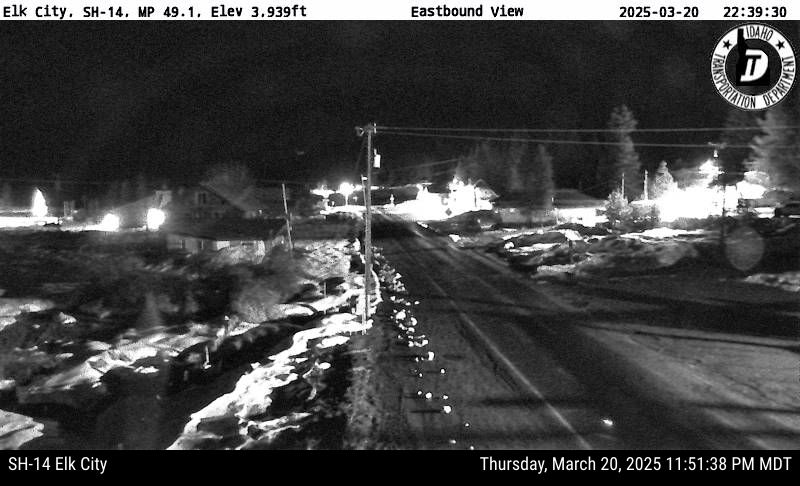 Elk City, SH-14, MP 49.1, Elev 3,939ft Eastbound View 2025-03-20 22:39:30
IDAHO
TRANSPORTATION DEPARTMENT
SH-14 Elk City Thursday, March 20, 2025 11:51:38 PM MDT